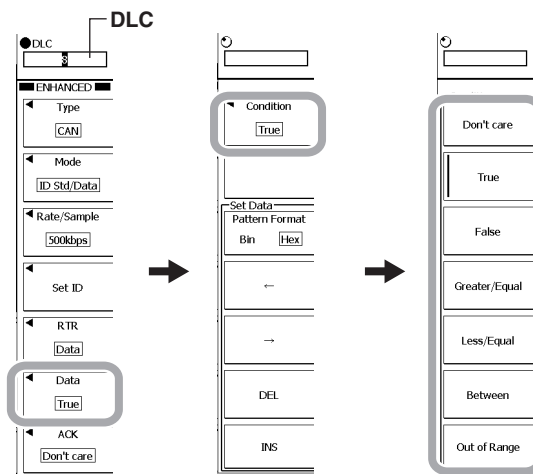 DLC
DLC
8
ENHANCED
Type
CAN
Mode
ID Std/Data
Rate/Sample
500kbps
Set ID
RTR
Data
Data
True
ACK
Don't care
Condition
True
Set Data
Pattern Format
Bin Hex
←
→
DEL
INS
Don't care
True
False
Greater/Equal
Less/Equal
Between
Out of Range